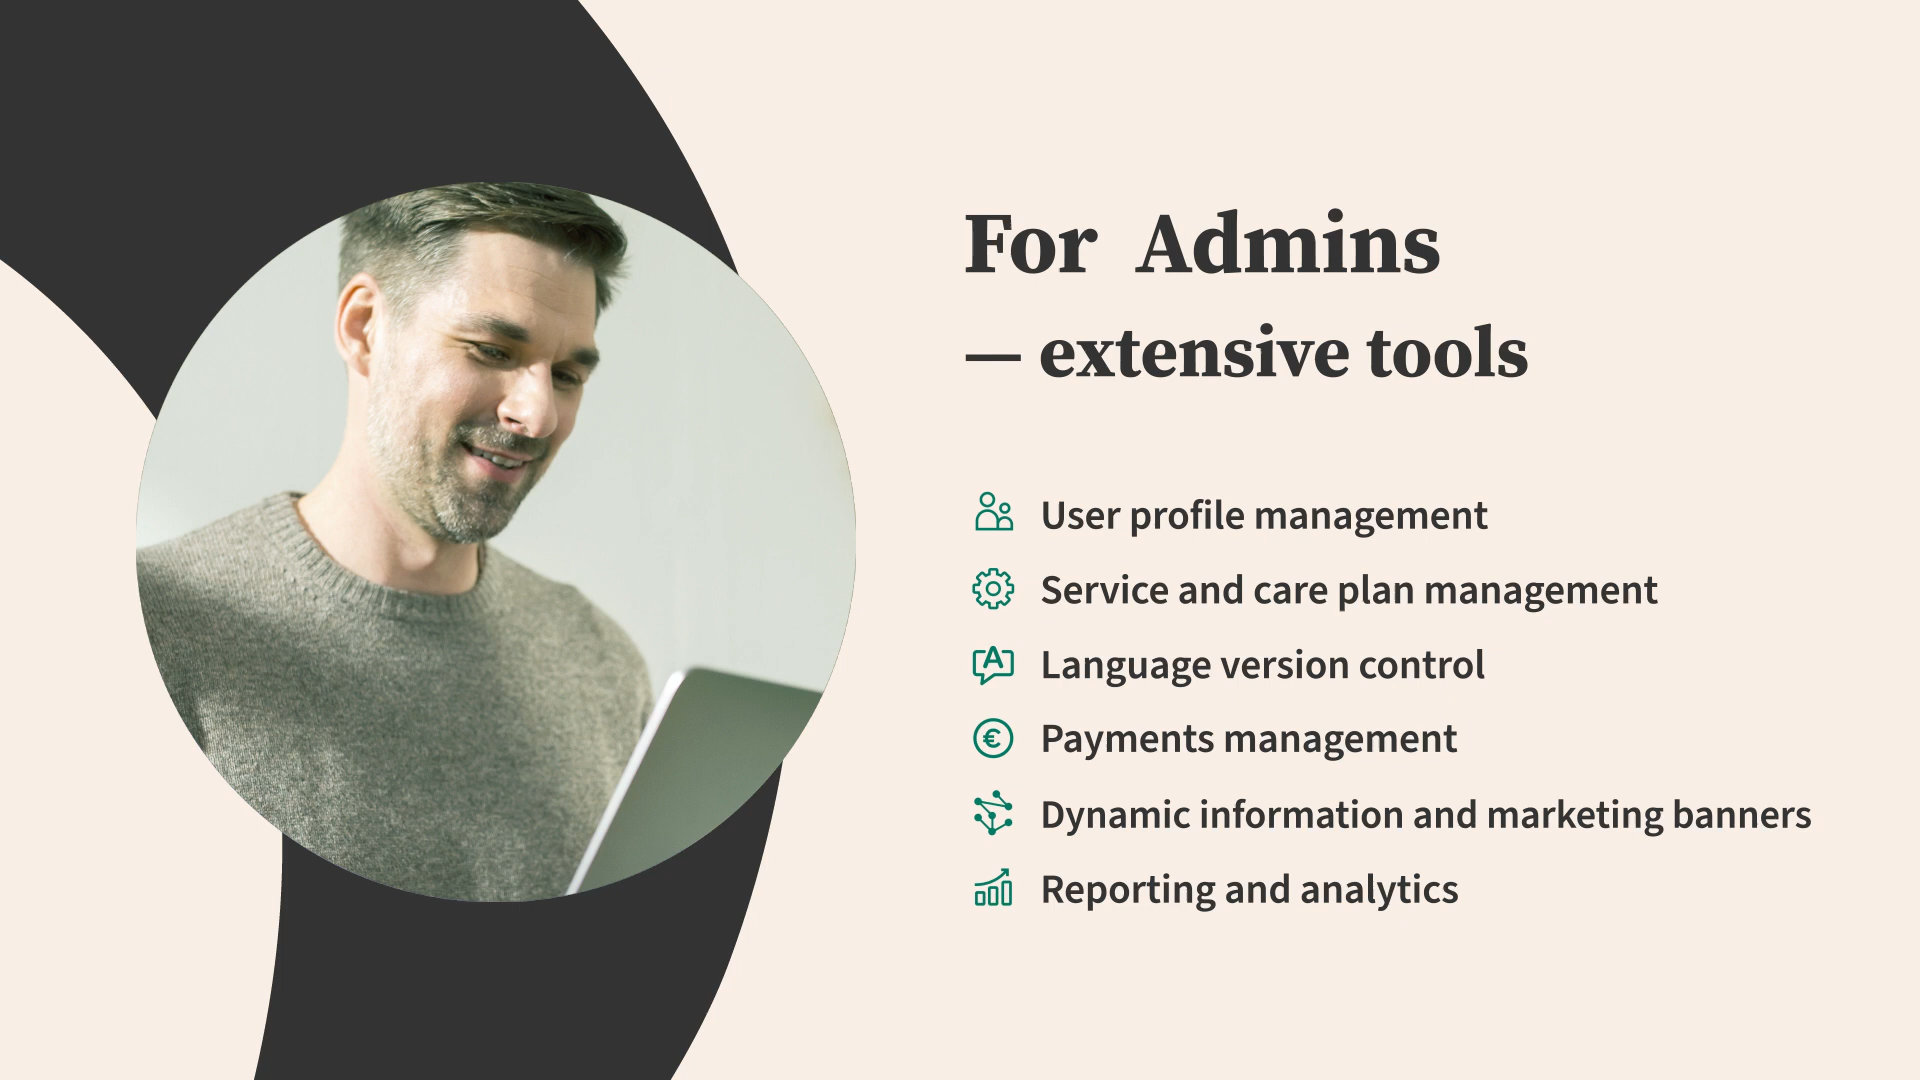 For  Admins
— extensive tools
User profile management
Service and care plan management
Language version control
Payments management
Dynamic information and marketing banners
Reporting and analytics